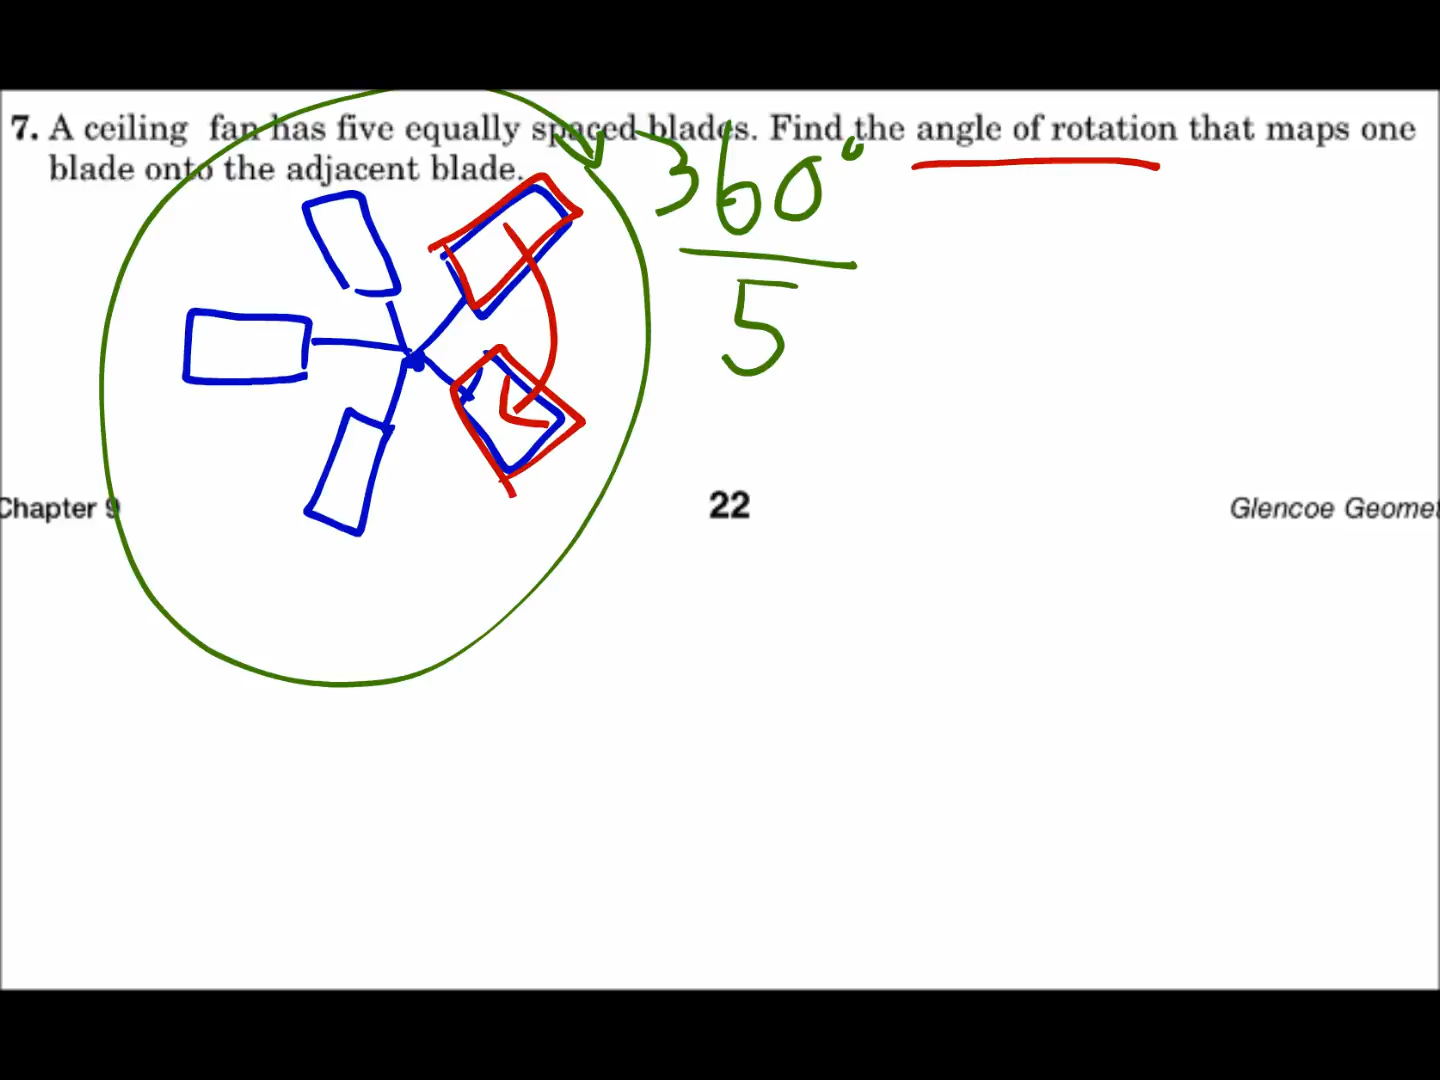 7. A ceiling fan has five equally spaced blades. Find the angle of rotation that maps one
blade onto the adjacent blade.
360°
5
Chapter 9 22 Glencoe Geomet